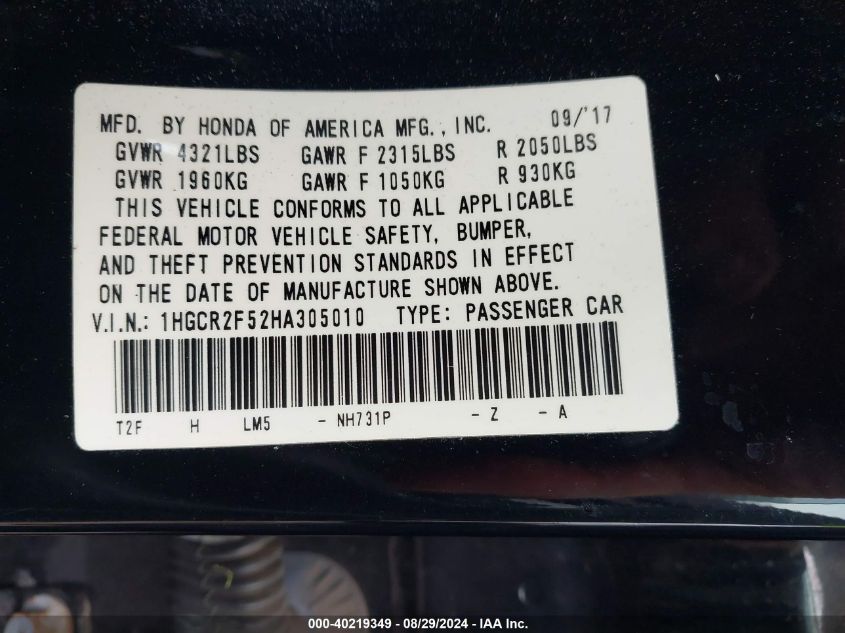 MFD. BY HONDA OF AMERICA MFG., INC. 09/'17
GVWR 4321LBS GAWR F 2315LBS R 2050LBS
GVWR 1960KG GAWR F 1050KG R 930KG
THIS VEHICLE CONFORMS TO ALL APPLICABLE
FEDERAL MOTOR VEHICLE SAFETY, BUMPER,
AND THEFT PREVENTION STANDARDS IN EFFECT
ON THE DATE OF MANUFACTURE SHOWN ABOVE.
V.I.N.: 1HGCR2F52HA305010 TYPE: PASSENGER CAR
T2F H LM5 - NH731P - Z - A
000-40219349 - 08/29/2024 - IAA Inc.